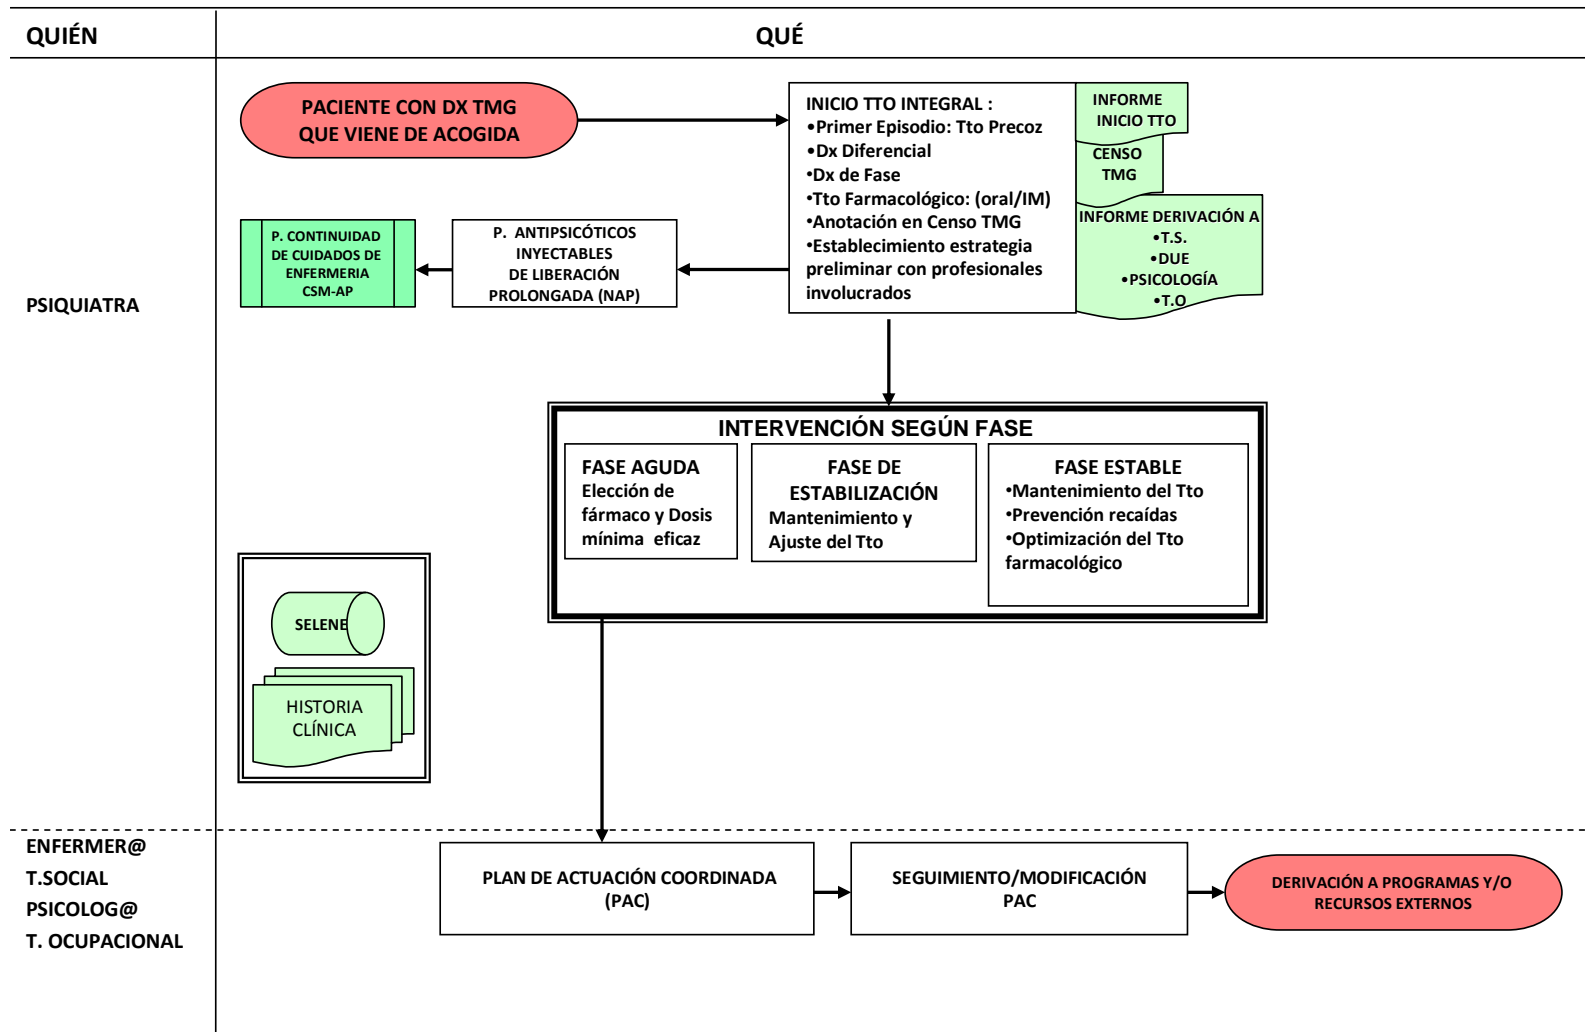 QUIÉN
QUÉ
PACIENTE CON DX TMG
QUE VIENE DE ACOGIDA
INICIO TTO INTEGRAL :
•Primer Episodio: Tto Precoz
•Dx Diferencial
•Dx de Fase
•Tto Farmacológico: (oral/IM)
•Anotación en Censo TMG
•Establecimiento estrategia
preliminar con profesionales
involucrados
INFORME
INICIO TTO
CENSO
TMG
INFORME DERIVACIÓN A
•T.S.
•DUE
•PSICOLOGÍA
•T.O
P. CONTINUIDAD
DE CUIDADOS DE
ENFERMERIA
CSM-AP
P. ANTIPSICÓTICOS
INYECTABLES
DE LIBERACIÓN
PROLONGADA (NAP)
PSIQUIATRA
INTERVENCIÓN SEGÚN FASE
FASE AGUDA
Elección de
fármaco y Dosis
mínima eficaz
FASE DE
ESTABILIZACIÓN
Mantenimiento y
Ajuste del Tto
FASE ESTABLE
•Mantenimiento del Tto
•Prevención recaídas
•Optimización del Tto
farmacológico
SELENE
HISTORIA
CLÍNICA
ENFERMER@
T.SOCIAL
PSICOLOG@
T. OCUPACIONAL
PLAN DE ACTUACIÓN COORDINADA
(PAC)
SEGUIMIENTO/MODIFICACIÓN
PAC
DERIVACIÓN A PROGRAMAS Y/O
RECURSOS EXTERNOS